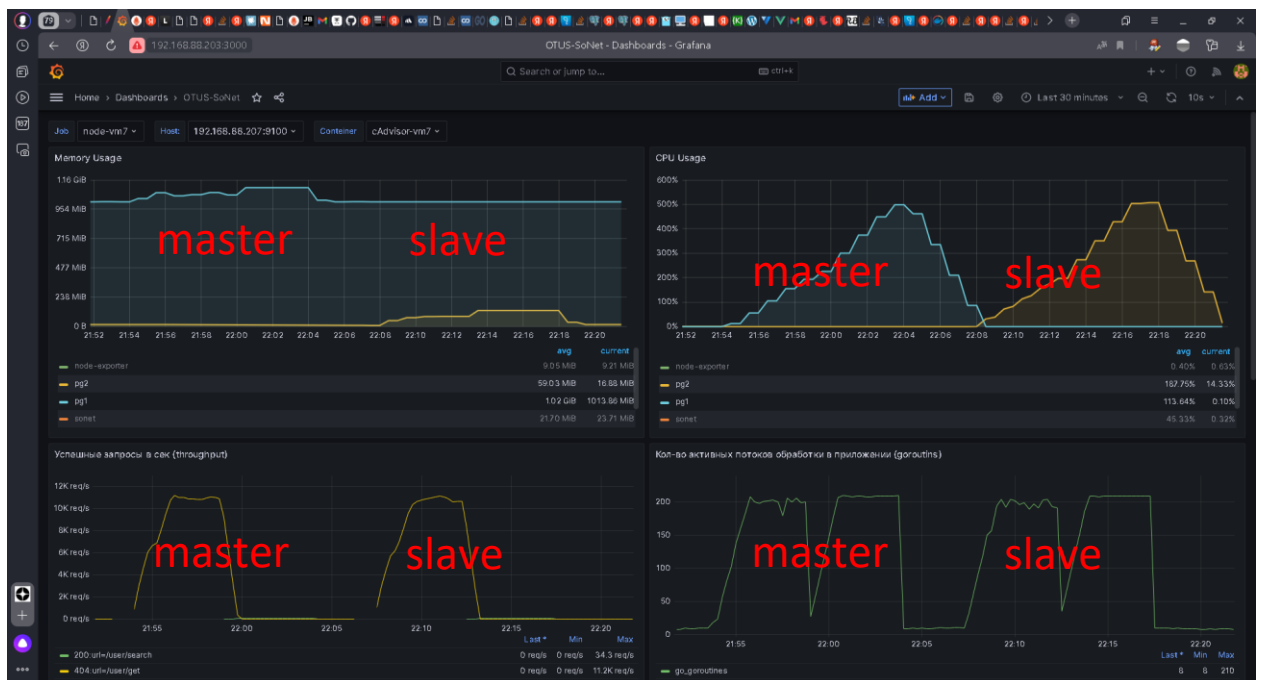 192.168.88.203:3000
OTUS-SoNet - Dashboards - Grafana
Search or jump to...
ctrl+k
Home › Dashboards › OTUS-SoNet
Add
Last 30 minutes
10s
Job node-vm7 Host: 192.168.88.207:9100 Container cAdvisor-vm7
Memory Usage
1.16 GiB
954 MiB
715 MiB
477 MiB
238 MiB
0 B
master slave
21:52 21:54 21:56 21:58 22:00 22:02 22:04 22:06 22:08 22:10 22:12 22:14 22:16 22:18 22:20
avg current
node-exporter 9.05 MiB 9.21 MiB
pg2 59.03 MiB 16.88 MiB
pg1 1.02 GiB 1013.86 MiB
sonet 21.70 MiB 23.71 MiB
CPU Usage
600%
500%
400%
300%
200%
100%
0%
master slave
21:52 21:54 21:56 21:58 22:00 22:02 22:04 22:06 22:08 22:10 22:12 22:14 22:16 22:18 22:20
avg current
node-exporter 0.40% 0.63%
pg2 187.75% 14.33%
pg1 113.64% 0.10%
sonet 45.33% 0.32%
Успешные запросы в сек (throughput)
12K req/s
10K req/s
8K req/s
6K req/s
4K req/s
2K req/s
0 req/s
master slave
21:55 22:00 22:05 22:10 22:15 22:20
Last * Min Max
200:url=/user/search 0 req/s 0 req/s 34.3 req/s
404:url=/user/get 0 req/s 0 req/s 11.2K req/s
Кол-во активных потоков обработки в приложении (goroutins)
200
150
100
50
0
master slave
21:55 22:00 22:05 22:10 22:15 22:20
Last * Min Max
go_goroutines 8 8 210